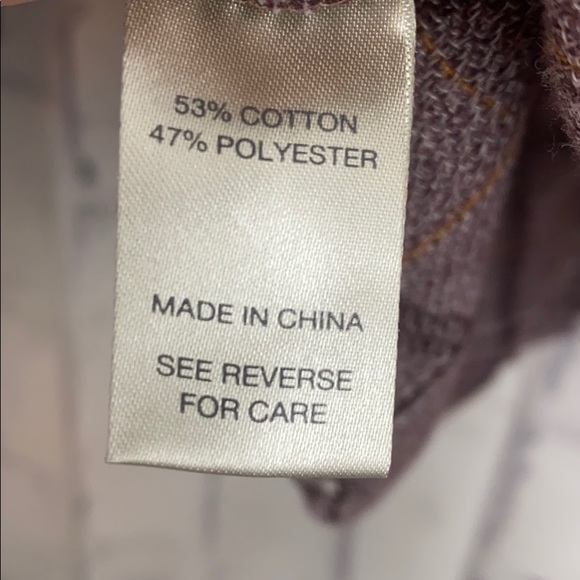 53% COTTON
47% POLYESTER
MADE IN CHINA
SEE REVERSE
FOR CARE